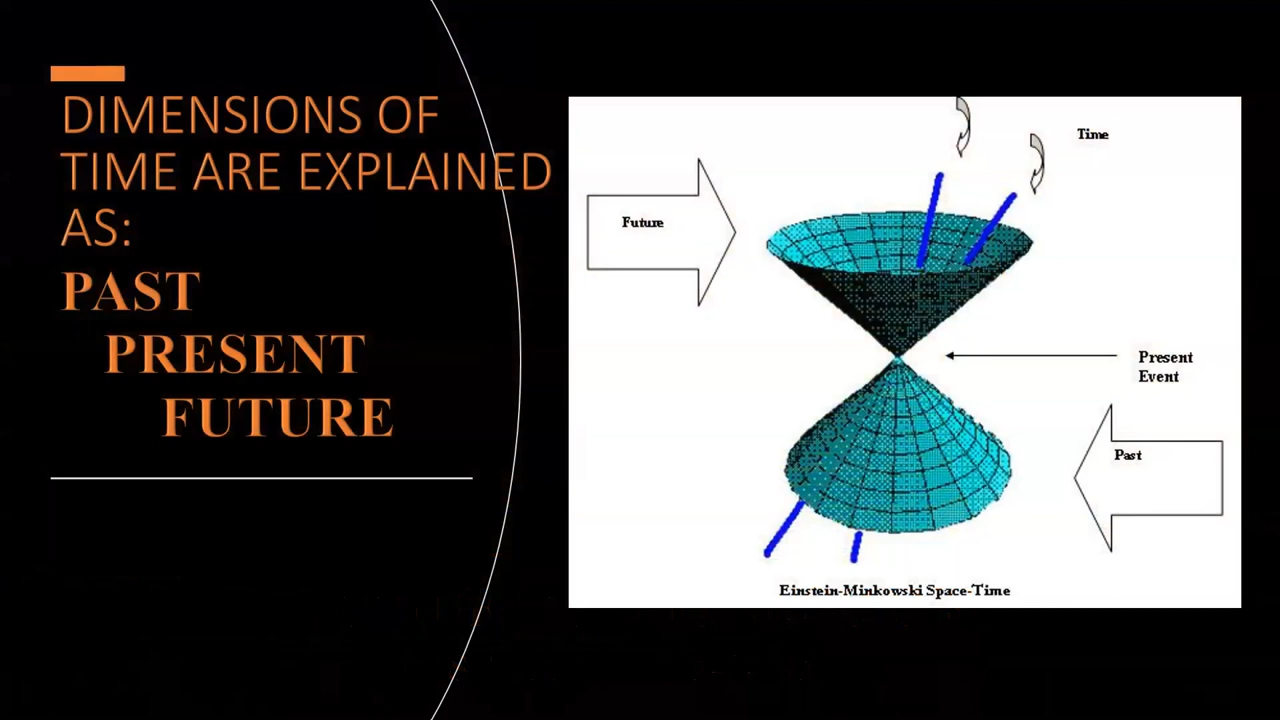 DIMENSIONS OF
TIME ARE EXPLAINED
AS:
PAST
PRESENT
FUTURE
Time
Future
Present
Event
Past
Einstein-Minkowski Space-Time